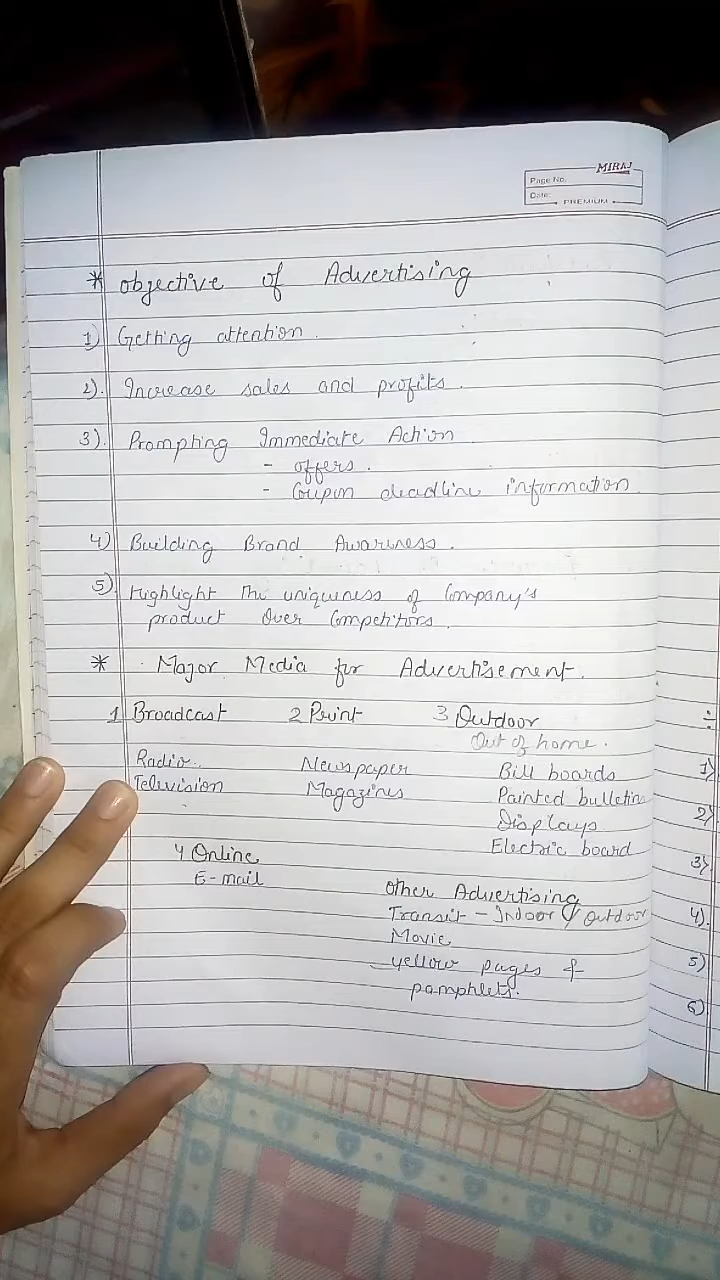 MIRAJ
Page No.
Date:
PREMIUM
* objective of Advertising
1) Getting attention.
2). Increase sales and profits.
3). Prompting Immediate Action
- offers.
- Coupon deadline information
4) Building Brand Awareness.
5) Highlight The uniqueness of Company's
product Over Competitors.
* Major Media for Advertisement.
1 Broadcast 2 Print 3 Outdoor
Out of home.
Radio Newspaper Bill boards
Television Magazines Painted bulletin
Displays
4 Online Electric board
E-mail
other Advertising
Transit - Indoor / outdoor
Movie
yellow pages &
pamphlets.
÷
1)
2)
3)
4).
5)
6)